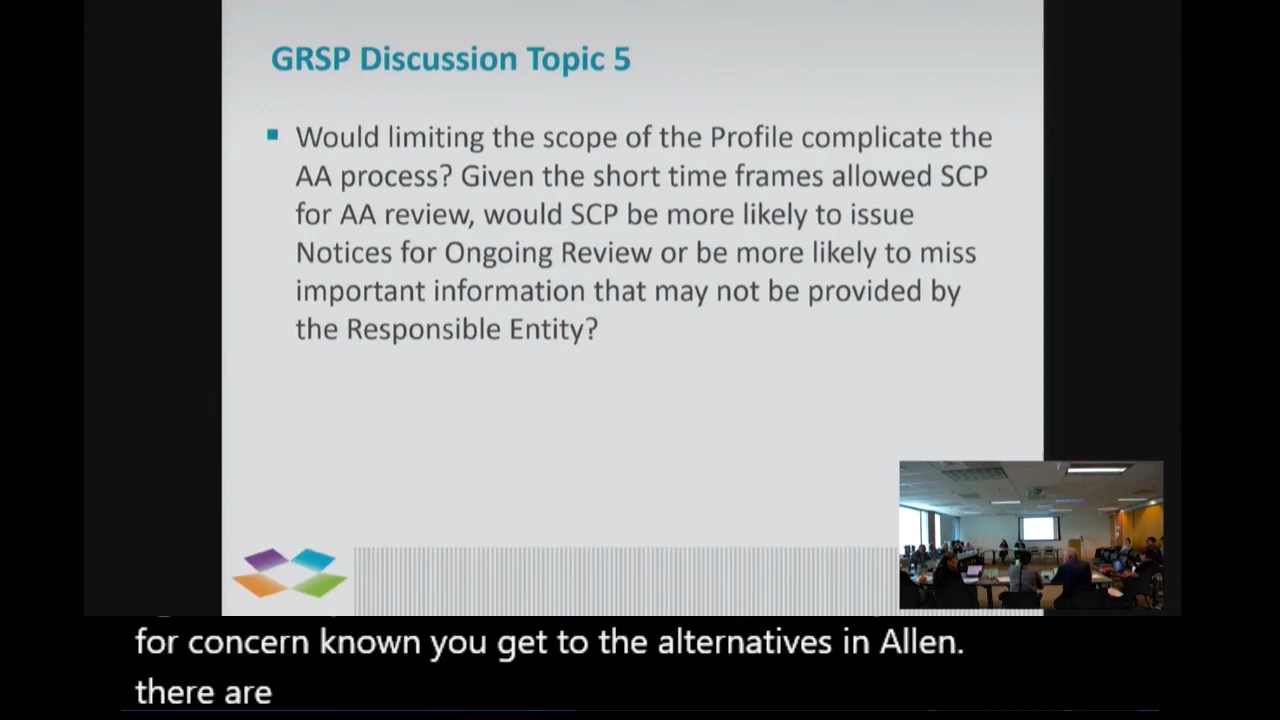 GRSP Discussion Topic 5
Would limiting the scope of the Profile complicate the
AA process? Given the short time frames allowed SCP
for AA review, would SCP be more likely to issue
Notices for Ongoing Review or be more likely to miss
important information that may not be provided by
the Responsible Entity?
for concern known you get to the alternatives in Allen.
there are